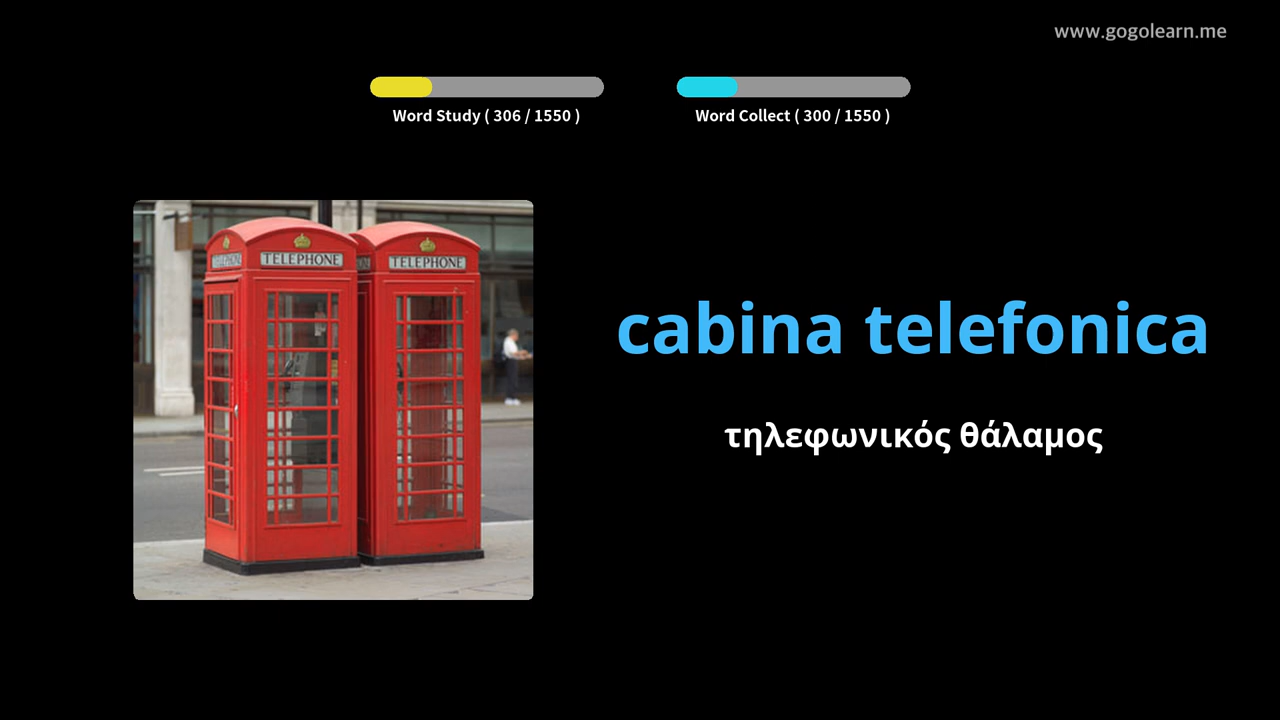 www.gogolearn.me
Word Study ( 306 / 1550 )
Word Collect ( 300 / 1550 )
TELEPHONE
TELEPHONE
cabina telefonica
τηλεφωνικός θάλαμος